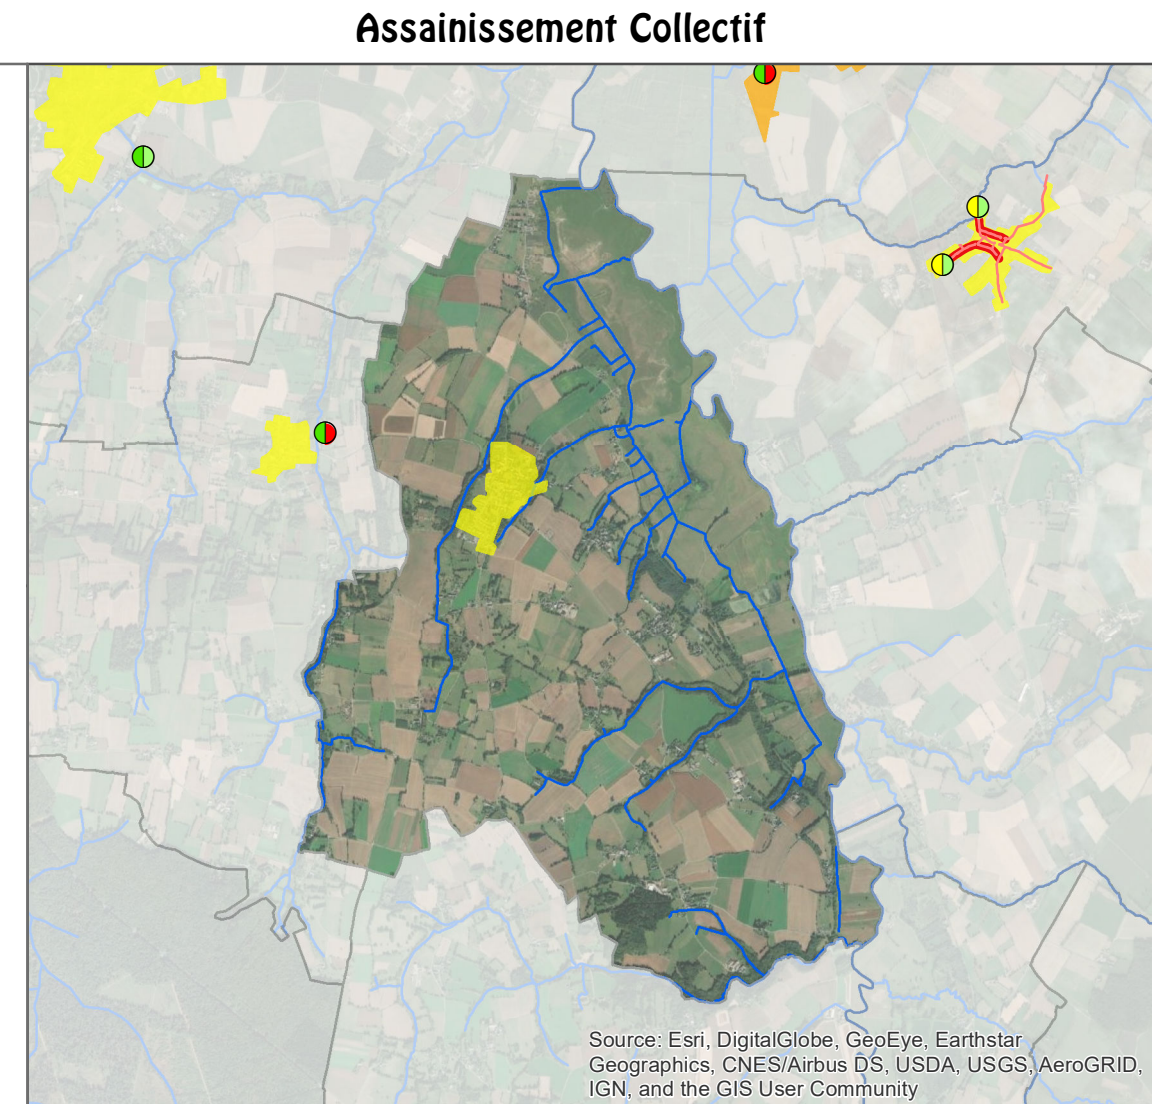 Assainissement Collectif
Source: Esri, DigitalGlobe, GeoEye, Earthstar
Geographics, CNES/Airbus DS, USDA, USGS, AeroGRID,
IGN, and the GIS User Community